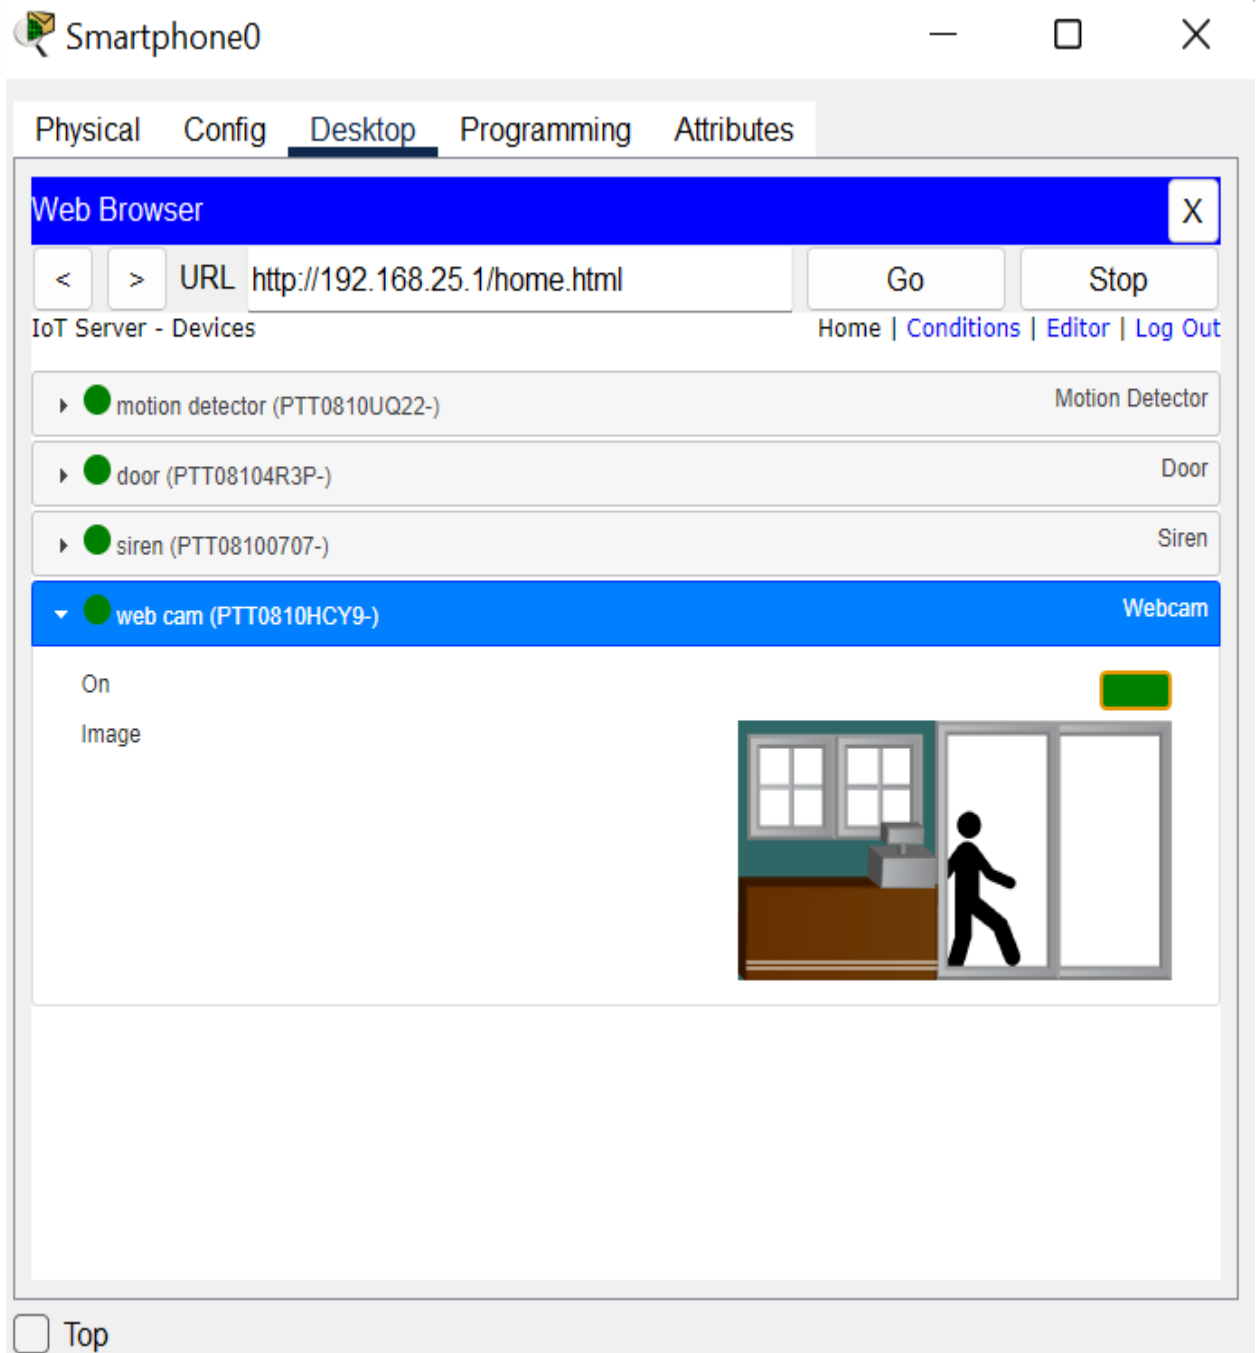 Smartphone0
Physical Config Desktop Programming Attributes
Web Browser X
< > URL http://192.168.25.1/home.html Go Stop
IoT Server - Devices Home | Conditions | Editor | Log Out
motion detector (PTT0810UQ22-) Motion Detector
door (PTT08104R3P-) Door
siren (PTT08100707-) Siren
web cam (PTT0810HCY9-) Webcam
On
Image
Top